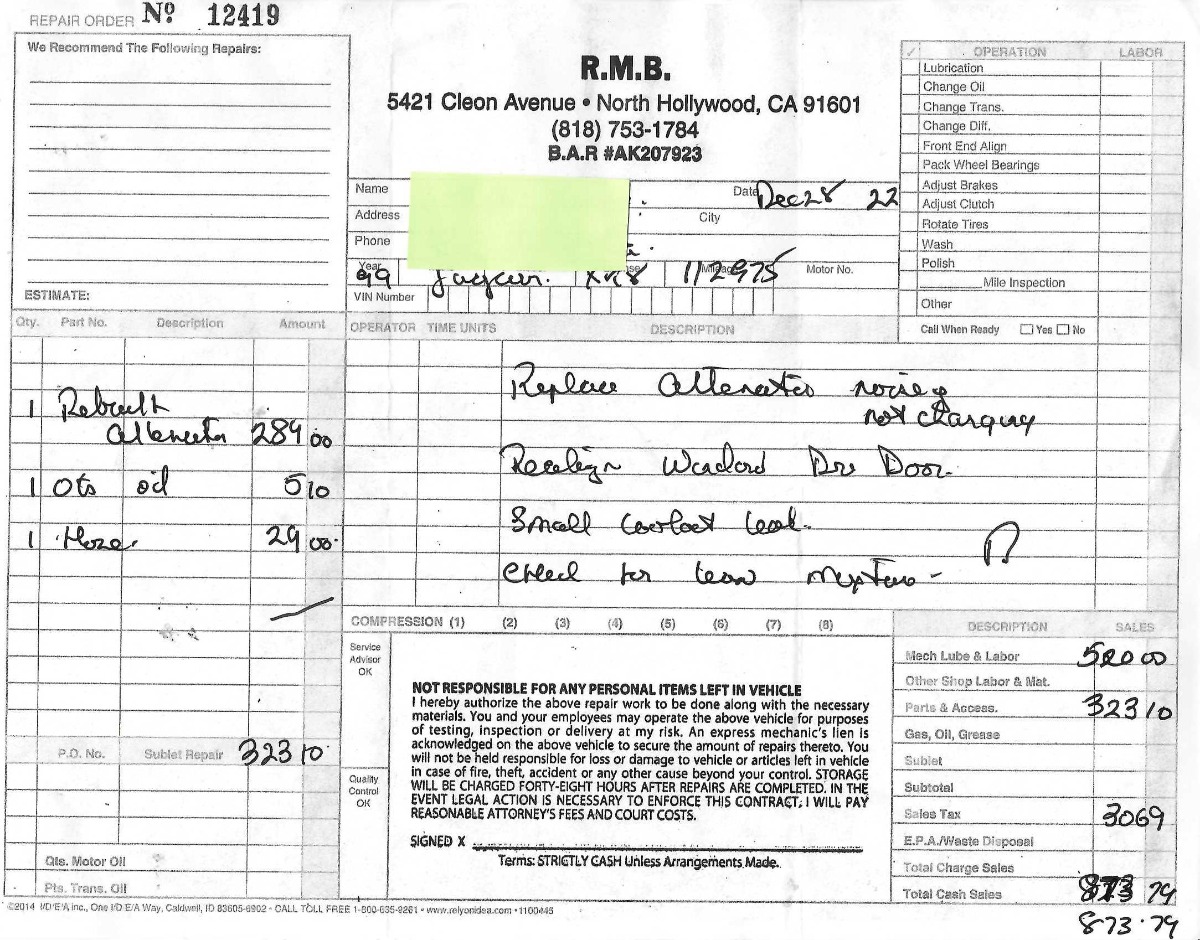 REPAIR ORDER Nº 12419
We Recommend The Following Repairs:
ESTIMATE:
R.M.B.
5421 Cleon Avenue • North Hollywood, CA 91601
(818) 753-1784
B.A.R #AK207923
Name
Date Dec 28 22
Address
City
Phone
Year
99 Jaguar. XK8 112975
Mileage
Motor No.
VIN Number
✓ OPERATION LABOR
Lubrication
Change Oil
Change Trans.
Change Diff.
Front End Align
Pack Wheel Bearings
Adjust Brakes
Adjust Clutch
Rotate Tires
Wash
Polish
Mile Inspection
Other
Call When Ready Yes No
Qty. Part No. Description Amount
1 Rebuilt
Alternator 289 00
1 Qts oil 5 10
1 Hose. 29 00
P.O. No. Sublet Repair 323 10
Qts. Motor Oil
Pts. Trans. Oil
OPERATOR TIME UNITS DESCRIPTION
Replace Alternator noise &
not charging
Realign Door
Small Coolant leak.
Check for lean mixture -
COMPRESSION (1) (2) (3) (4) (5) (6) (7) (8)
Service
Advisor
OK
Quality
Control
OK
NOT RESPONSIBLE FOR ANY PERSONAL ITEMS LEFT IN VEHICLE
I hereby authorize the above repair work to be done along with the necessary
materials. You and your employees may operate the above vehicle for purposes
of testing, inspection or delivery at my risk. An express mechanic's lien is
acknowledged on the above vehicle to secure the amount of repairs thereto. You
will not be held responsible for loss or damage to vehicle or articles left in vehicle
in case of fire, theft, accident or any other cause beyond your control. STORAGE
WILL BE CHARGED FORTY-EIGHT HOURS AFTER REPAIRS ARE COMPLETED. IN THE
EVENT LEGAL ACTION IS NECESSARY TO ENFORCE THIS CONTRACT, I WILL PAY
REASONABLE ATTORNEY'S FEES AND COURT COSTS.
SIGNED X
Terms: STRICTLY CASH Unless Arrangements Made.
DESCRIPTION SALES
Mech Lube & Labor 520 00
Other Shop Labor & Mat.
Parts & Access. 323 10
Gas, Oil, Grease
Sublet
Subtotal
Sales Tax 30 69
E.P.A./Waste Disposal
Total Charge Sales
Total Cash Sales 873 79
873.79
©2014 I/D/E/A Inc., One I/D E/A Way, Caldwell, ID 83605-6902 - CALL TOLL FREE 1-800-635-9261 • www.relyonidea.com • 1100445